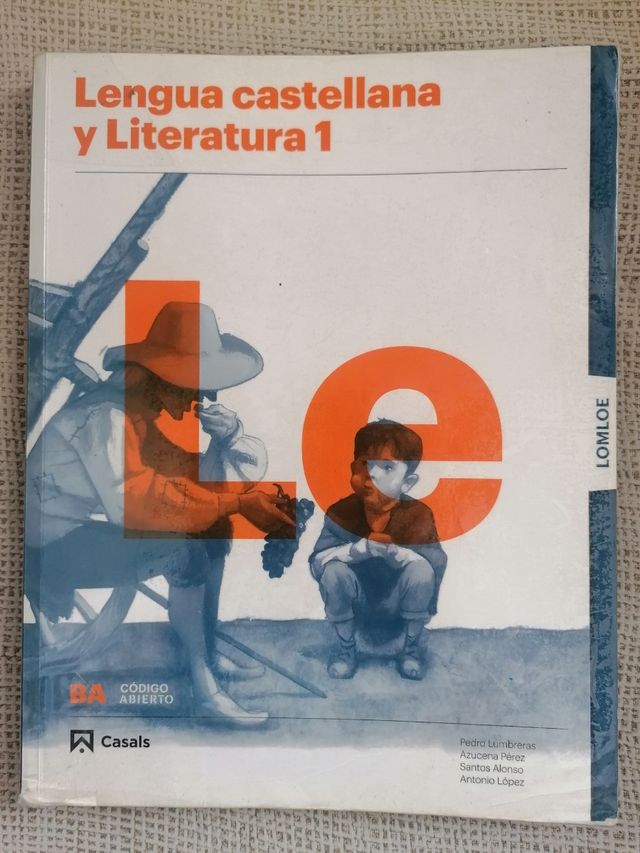 Lengua castellana
y Literatura 1
LOMLOE
Le
BA CÓDIGO
ABIERTO
Casals
Pedro Lumbreras
Azucena Pérez
Santos Alonso
Antonio López